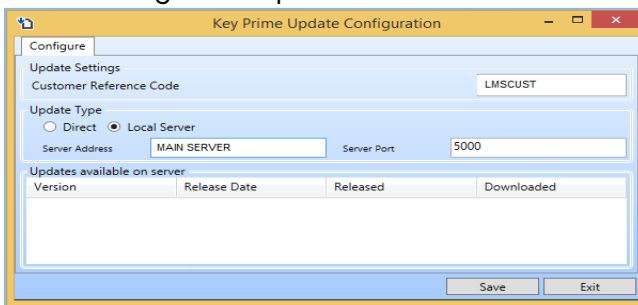 Key Prime Update Configuration
Configure
Update Settings
Customer Reference Code LMSCUST
Update Type
Direct Local Server
Server Address MAIN SERVER Server Port 5000
Updates available on server
Version Release Date Released Downloaded
Save Exit